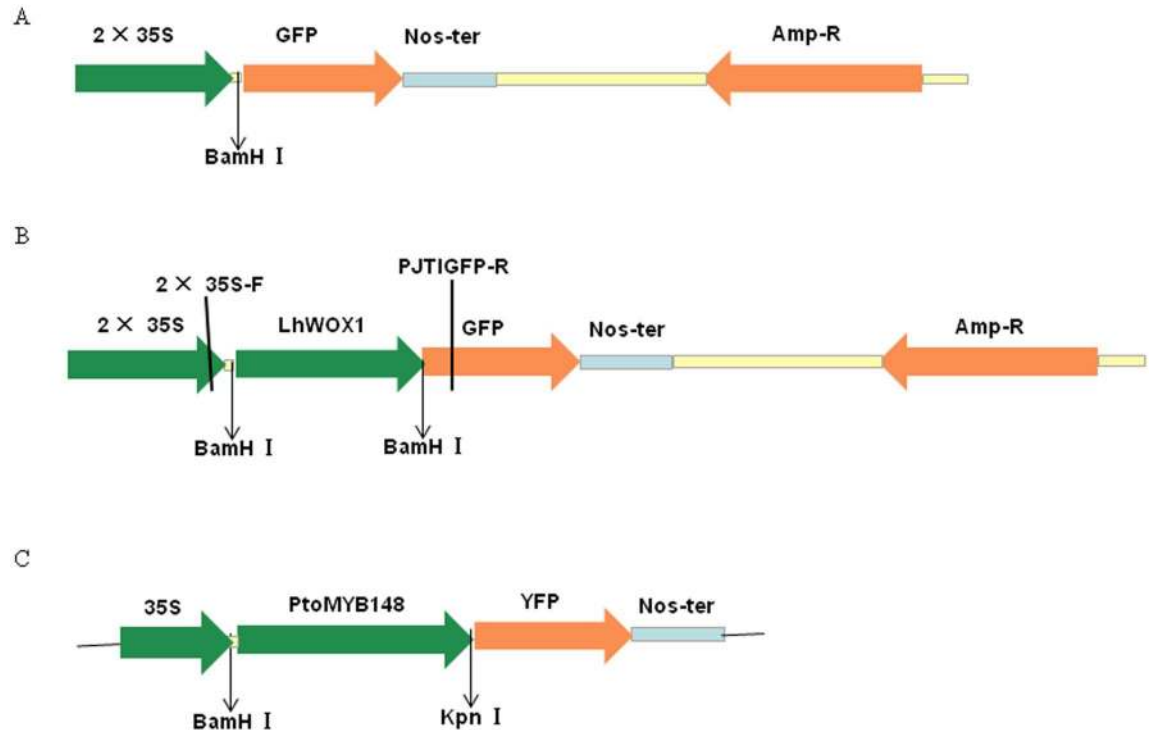 A
2 × 35S GFP Nos-ter Amp-R
BamH Ⅰ
B
PJTIGFP-R
2 × 35S-F
2 × 35S LhWOX1 GFP Nos-ter Amp-R
BamH Ⅰ BamH Ⅰ
C
35S PtoMYB148 YFP Nos-ter
BamH Ⅰ Kpn Ⅰ